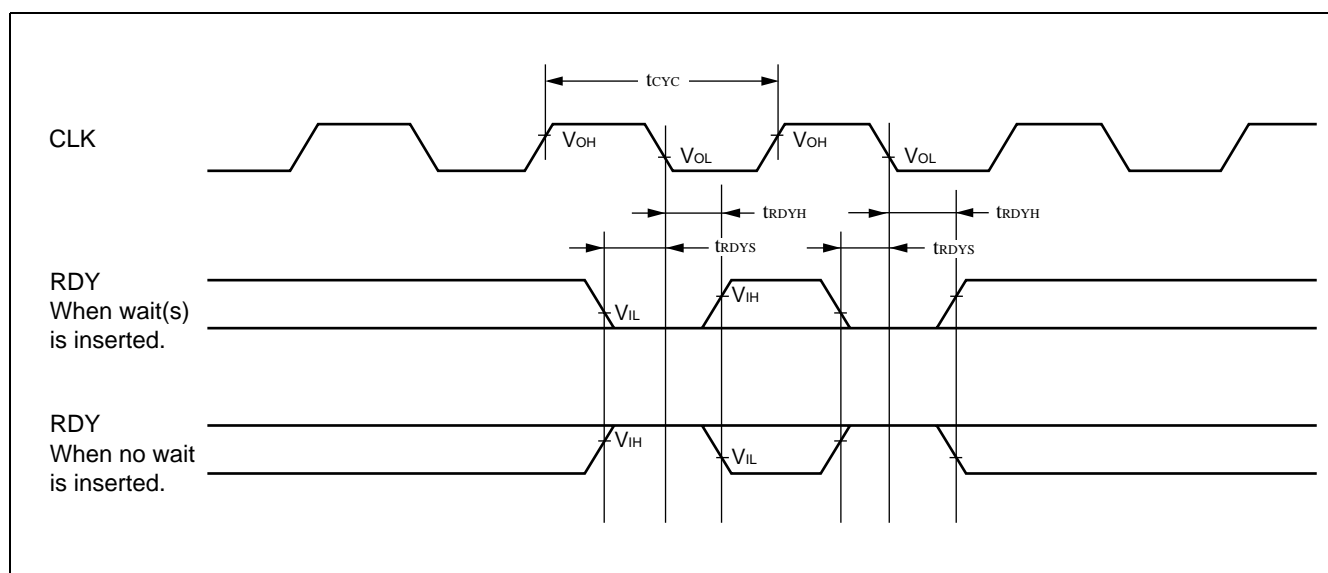 tCYC
CLK
VOH
VOL
VOH
VOL
tRDYH
tRDYH
tRDYS
tRDYS
RDY
When wait(s)
is inserted.
VIL
VIH
RDY
When no wait
is inserted.
VIH
VIL